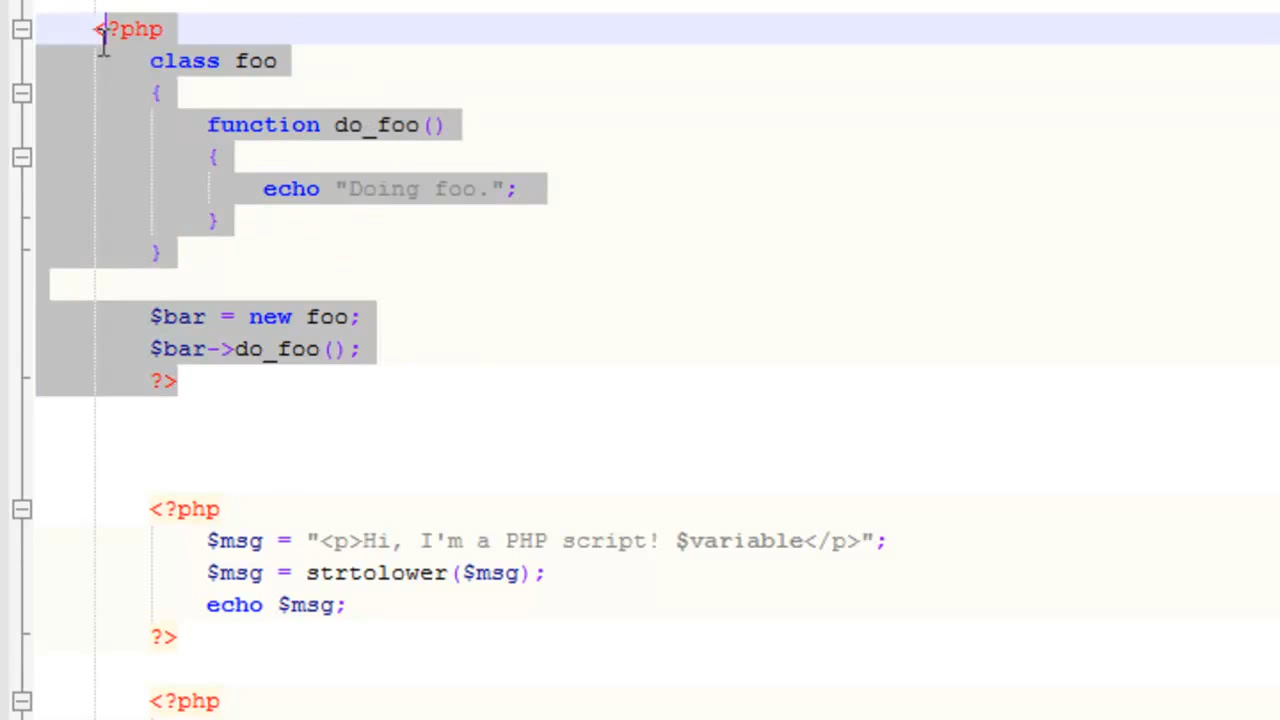 <?php
class foo
{
function do_foo()
{
echo "Doing foo.";
}
}
$bar = new foo;
$bar->do_foo();
?>
<?php
$msg = "<p>Hi, I'm a PHP script! $variable</p>";
$msg = strtolower($msg);
echo $msg;
?>
<?php